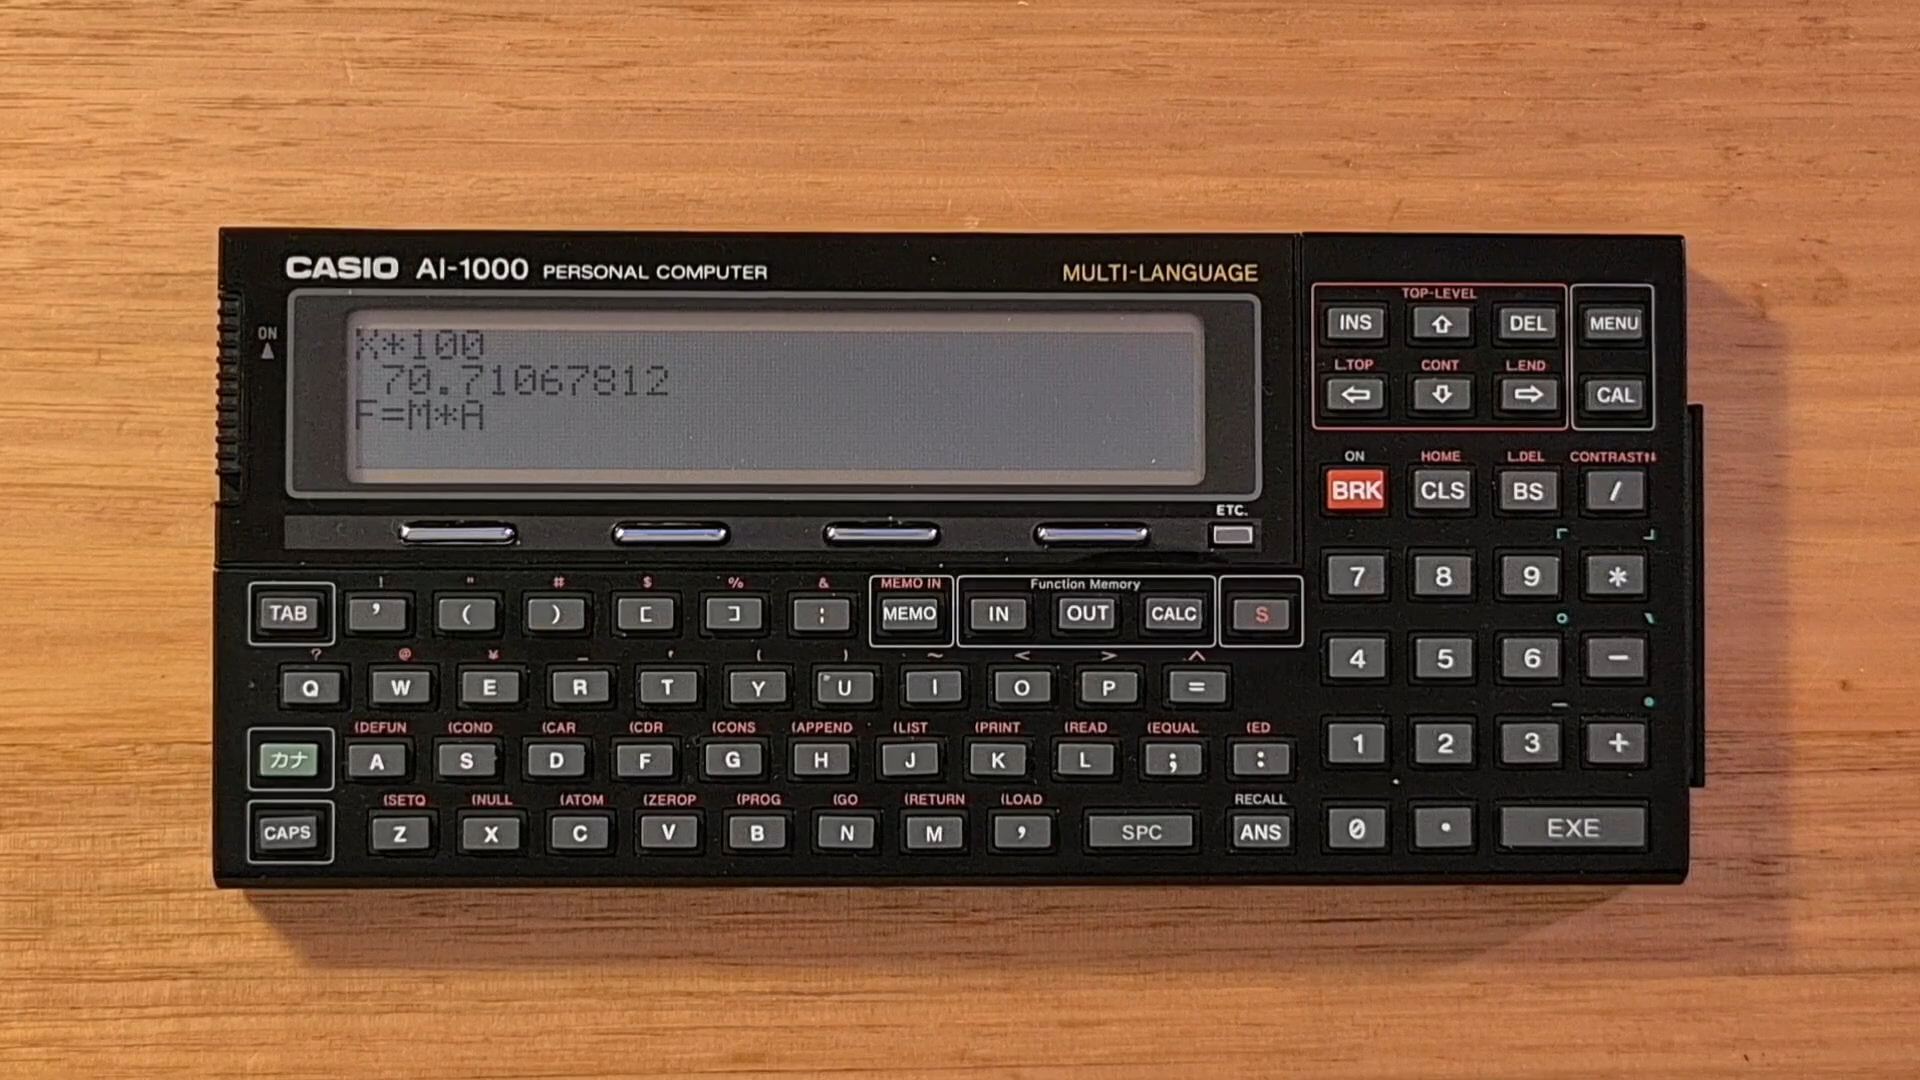 CASIO AI-1000 PERSONAL COMPUTER MULTI-LANGUAGE
ON
X*100
70.71067812
F=M*A
ETC.
TOP-LEVEL
INS ⇧ DEL MENU
L.TOP CONT L.END
⇦ ⇩ ⇨ CAL
ON HOME L.DEL CONTRAST
BRK CLS BS /
「 」
7 8 9 *
4 5 6 −
1 2 3 +
0 . EXE
! " # $ % & MEMO IN Function Memory
TAB ' ( ) [ ] MEMO IN OUT CALC S
? @ ¥ _ ' { } ~ < > ^
Q W E R T Y U I O P =
(DEFUN (COND (CAR (CDR (CONS (APPEND (LIST (PRINT (READ (EQUAL (ED
カナ A S D F G H J K L ; :
(SETQ (NULL (ATOM (ZEROP (PROG (GO (RETURN (LOAD RECALL
CAPS Z X C V B N M , SPC ANS